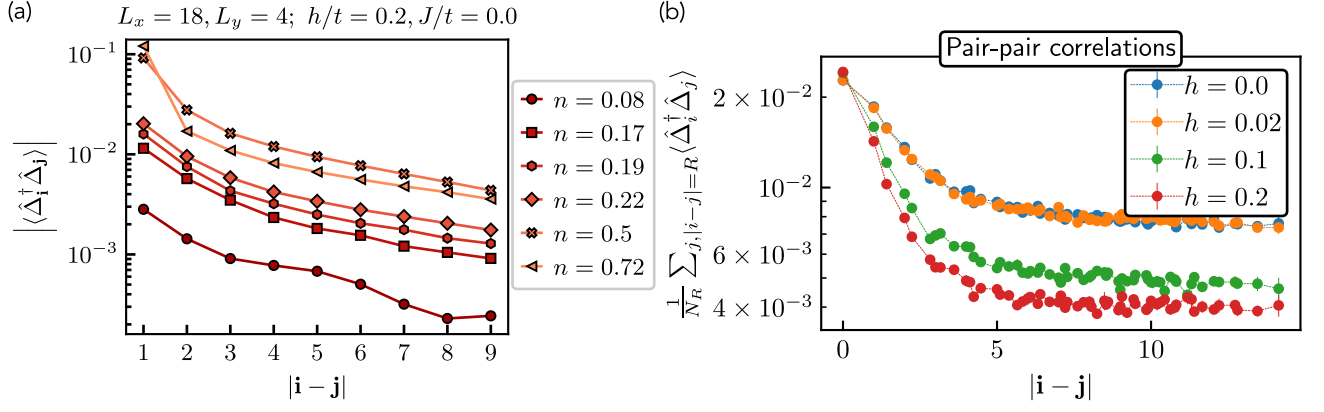 (a)
L_x = 18, L_y = 4; h/t = 0.2, J/t = 0.0
|⟨Δ̂_i^† Δ̂_j⟩|
10^{-1}
10^{-2}
10^{-3}
1 2 3 4 5 6 7 8 9
|i − j|
n = 0.08
n = 0.17
n = 0.19
n = 0.22
n = 0.5
n = 0.72
(b)
Pair-pair correlations
\frac{1}{N_R} ∑_{j,|i−j|=R} ⟨Δ̂_i^† Δ̂_j⟩
2 × 10^{-2}
10^{-2}
6 × 10^{-3}
4 × 10^{-3}
0 5 10
|i − j|
h = 0.0
h = 0.02
h = 0.1
h = 0.2